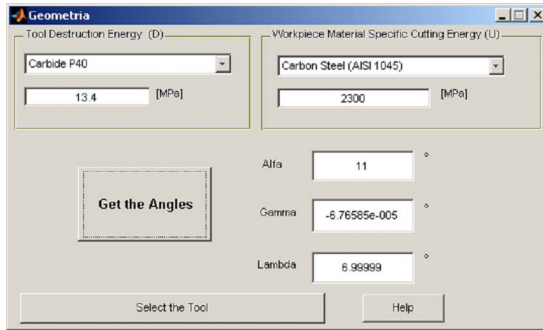 Geometria
Tool Destruction Energy (D)
Workpiece Material Specific Cutting Energy (U)
Carbide P40
Carbon Steel (AISI 1045)
13.4 [MPa]
2300 [MPa]
Alfa 11 °
Get the Angles
Gamma -6.76585e-005 °
Lambda 6.99999 °
Select the Tool
Help